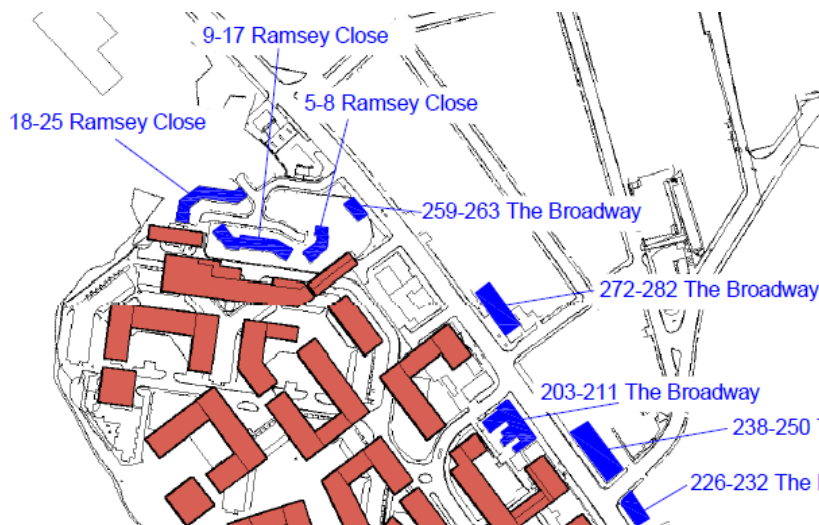 9-17 Ramsey Close
5-8 Ramsey Close
18-25 Ramsey Close
259-263 The Broadway
272-282 The Broadway
203-211 The Broadway
238-250
226-232 The